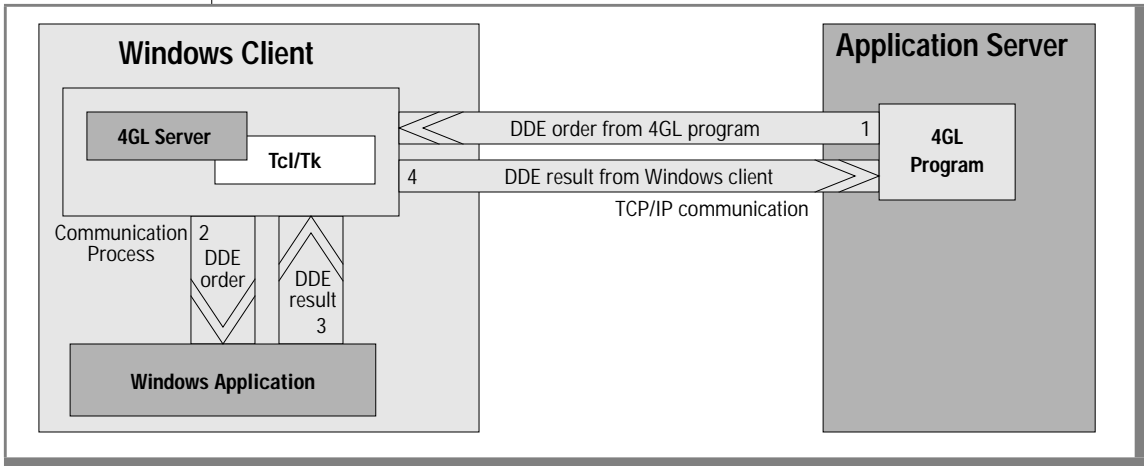 Windows Client
Application Server
4GL Server
Tcl/Tk
DDE order from 4GL program
1
4GL
Program
4
DDE result from Windows client
TCP/IP communication
Communication
Process
2
DDE
order
DDE
result
3
Windows Application